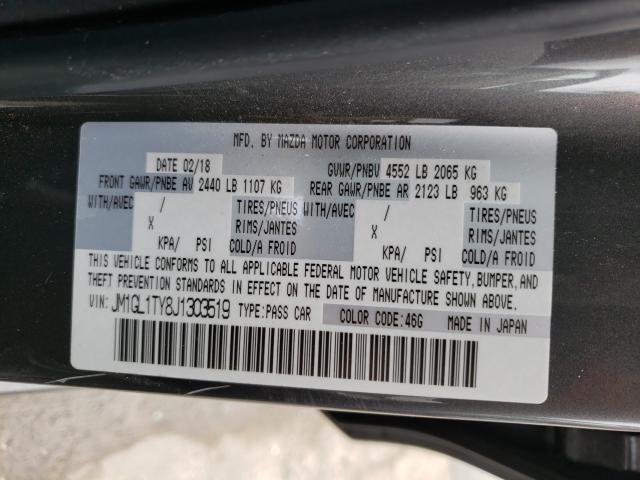 MFD. BY MAZDA MOTOR CORPORATION
DATE 02/18 GVWR/PNBV 4552 LB 2065 KG
FRONT GAWR/PNBE AV 2440 LB 1107 KG REAR GAWR/PNBE AR 2123 LB 963 KG
WITH/AVEC / TIRES/PNEUS WITH/AVEC / TIRES/PNEUS
X RIMS/JANTES X RIMS/JANTES
KPA/ PSI COLD/A FROID KPA/ PSI COLD/A FROID
THIS VEHICLE CONFORMS TO ALL APPLICABLE FEDERAL MOTOR VEHICLE SAFETY, BUMPER, AND
THEFT PREVENTION STANDARDS IN EFFECT ON THE DATE OF MANUFACTURE SHOWN ABOVE.
VIN: JM1GL1TY8J1303519 TYPE:PASS CAR COLOR CODE:46G MADE IN JAPAN